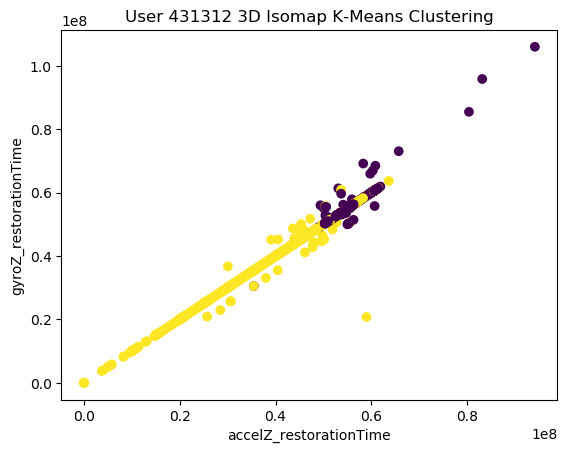 User 431312 3D Isomap K-Means Clustering
1e8
1.0
0.8
0.6
0.4
0.2
0.0
gyroZ_restorationTime
0.0 0.2 0.4 0.6 0.8
1e8
accelZ_restorationTime